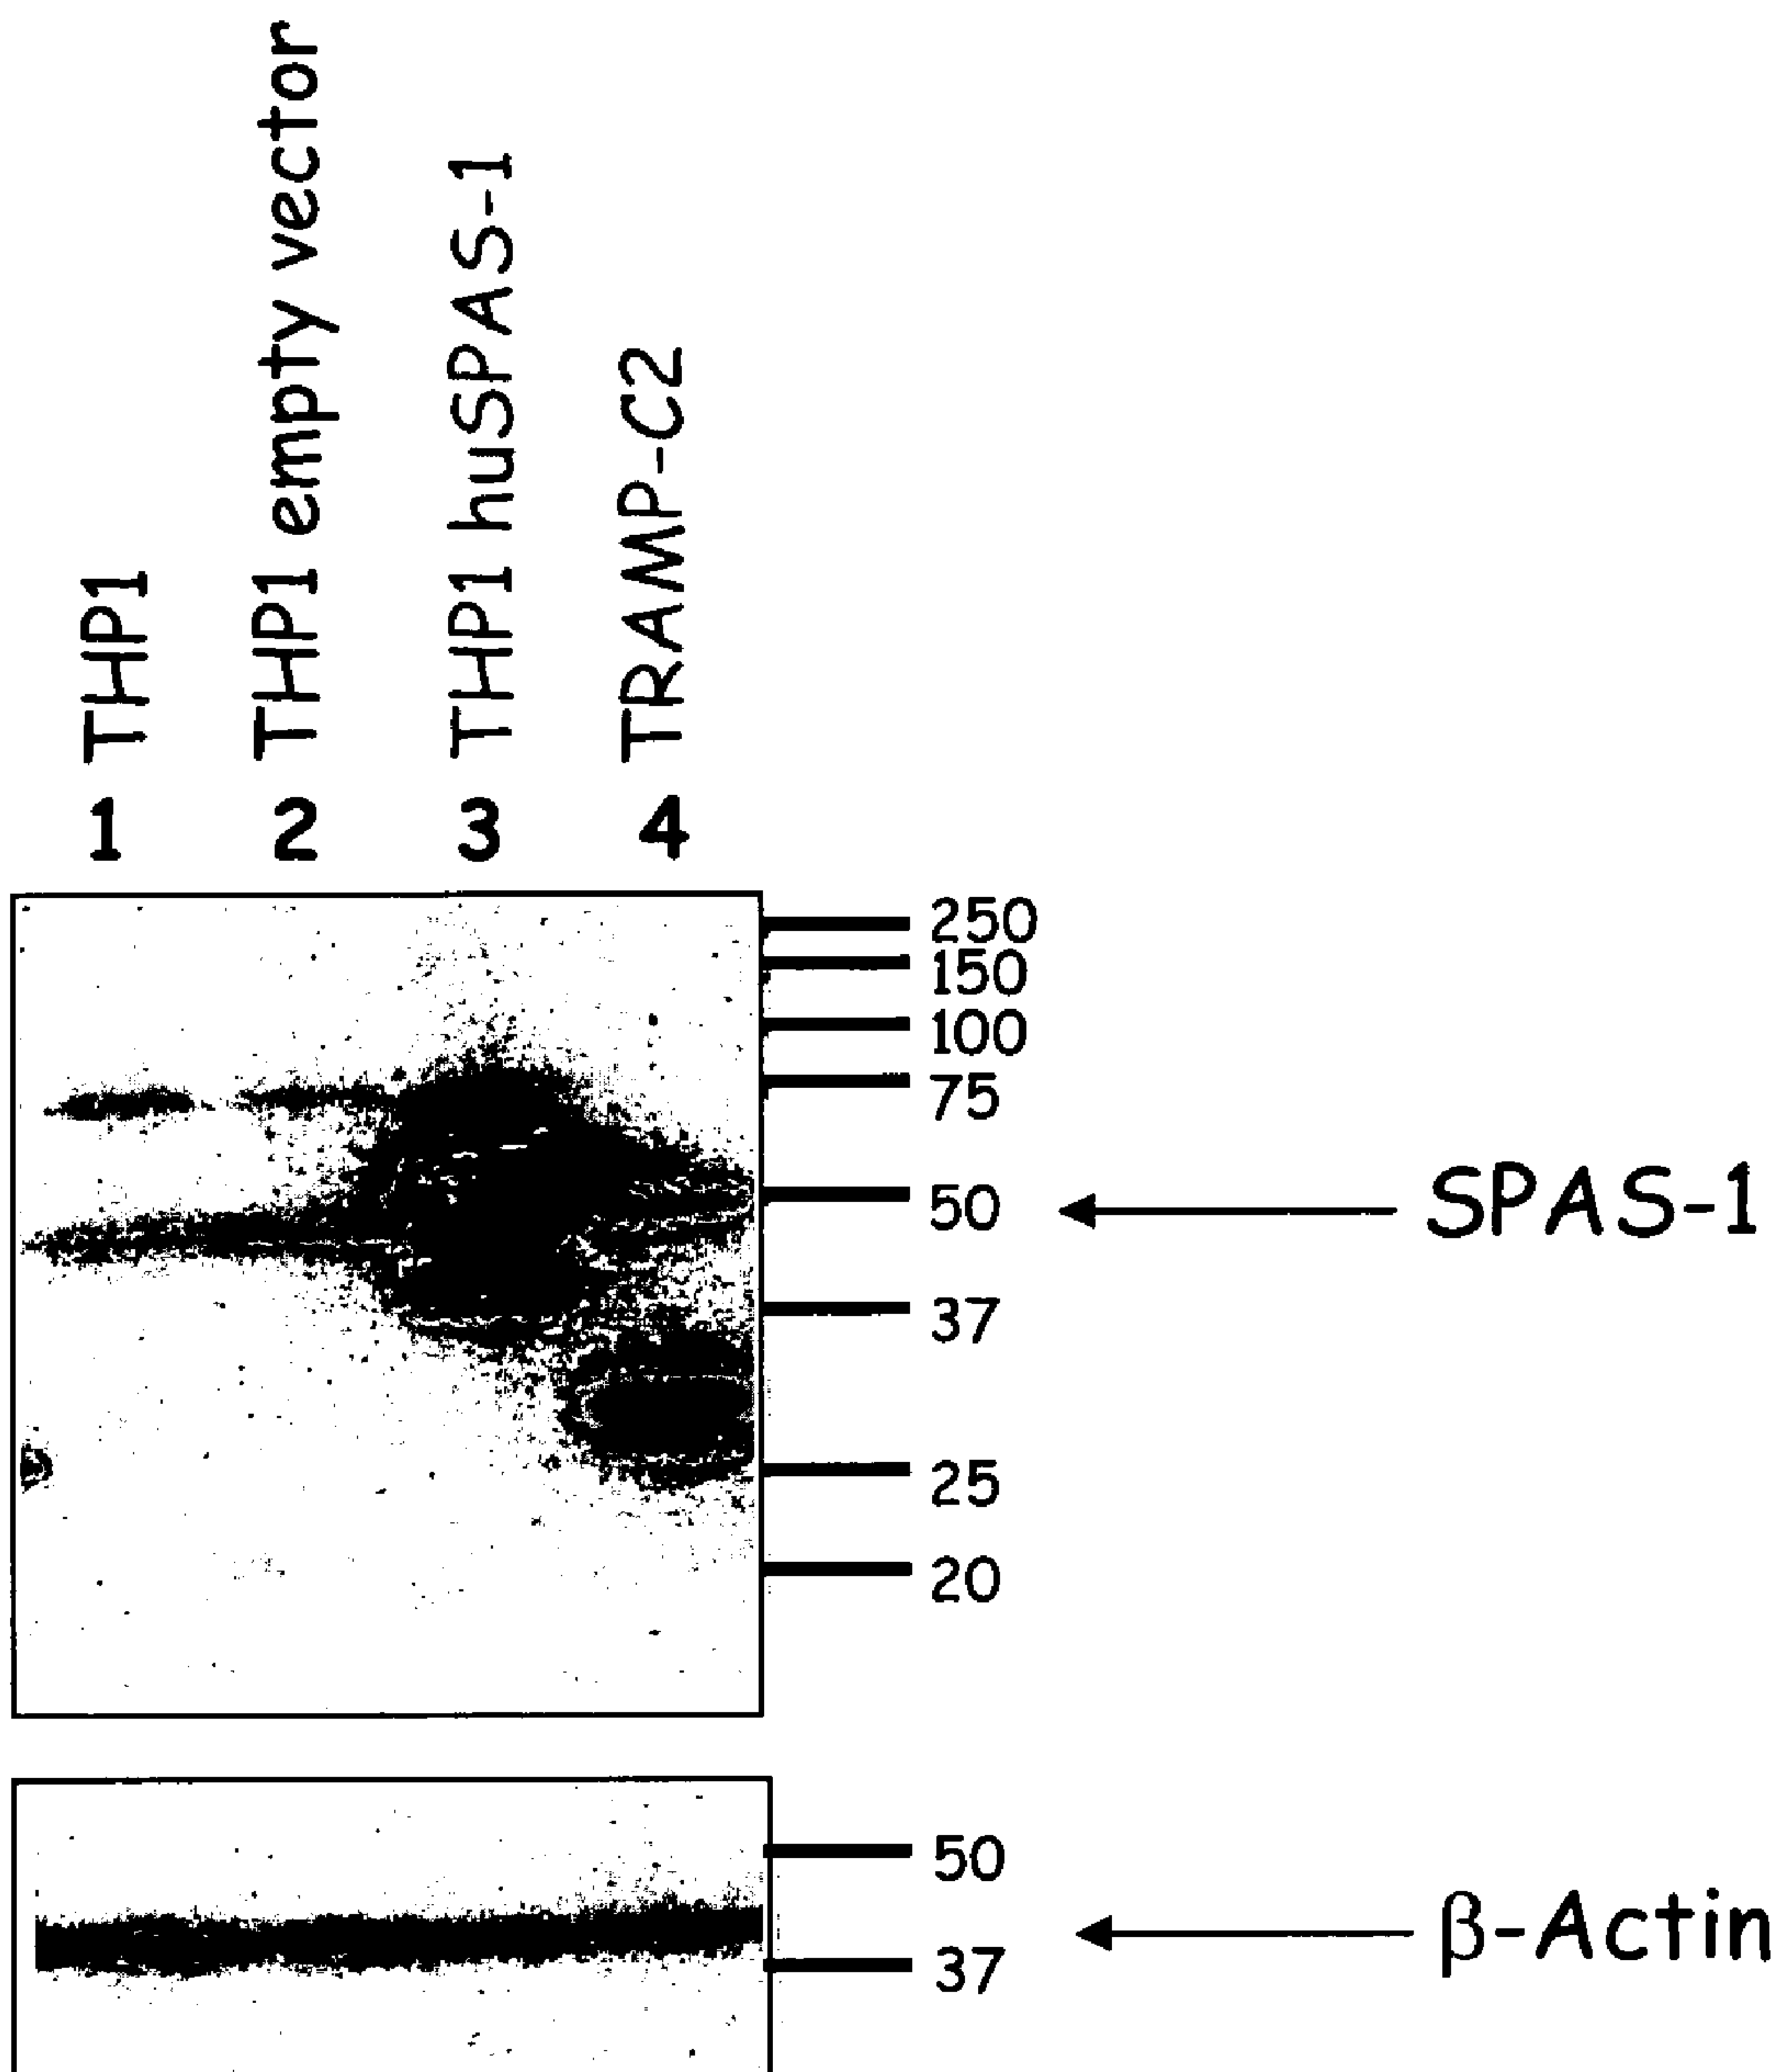 1 THP1
2 THP1 empty vector
3 THP1 huSPAS-1
4 TRAMP-C2
250
150
100
75
50
37
25
20
SPAS-1
50
37
β-Actin